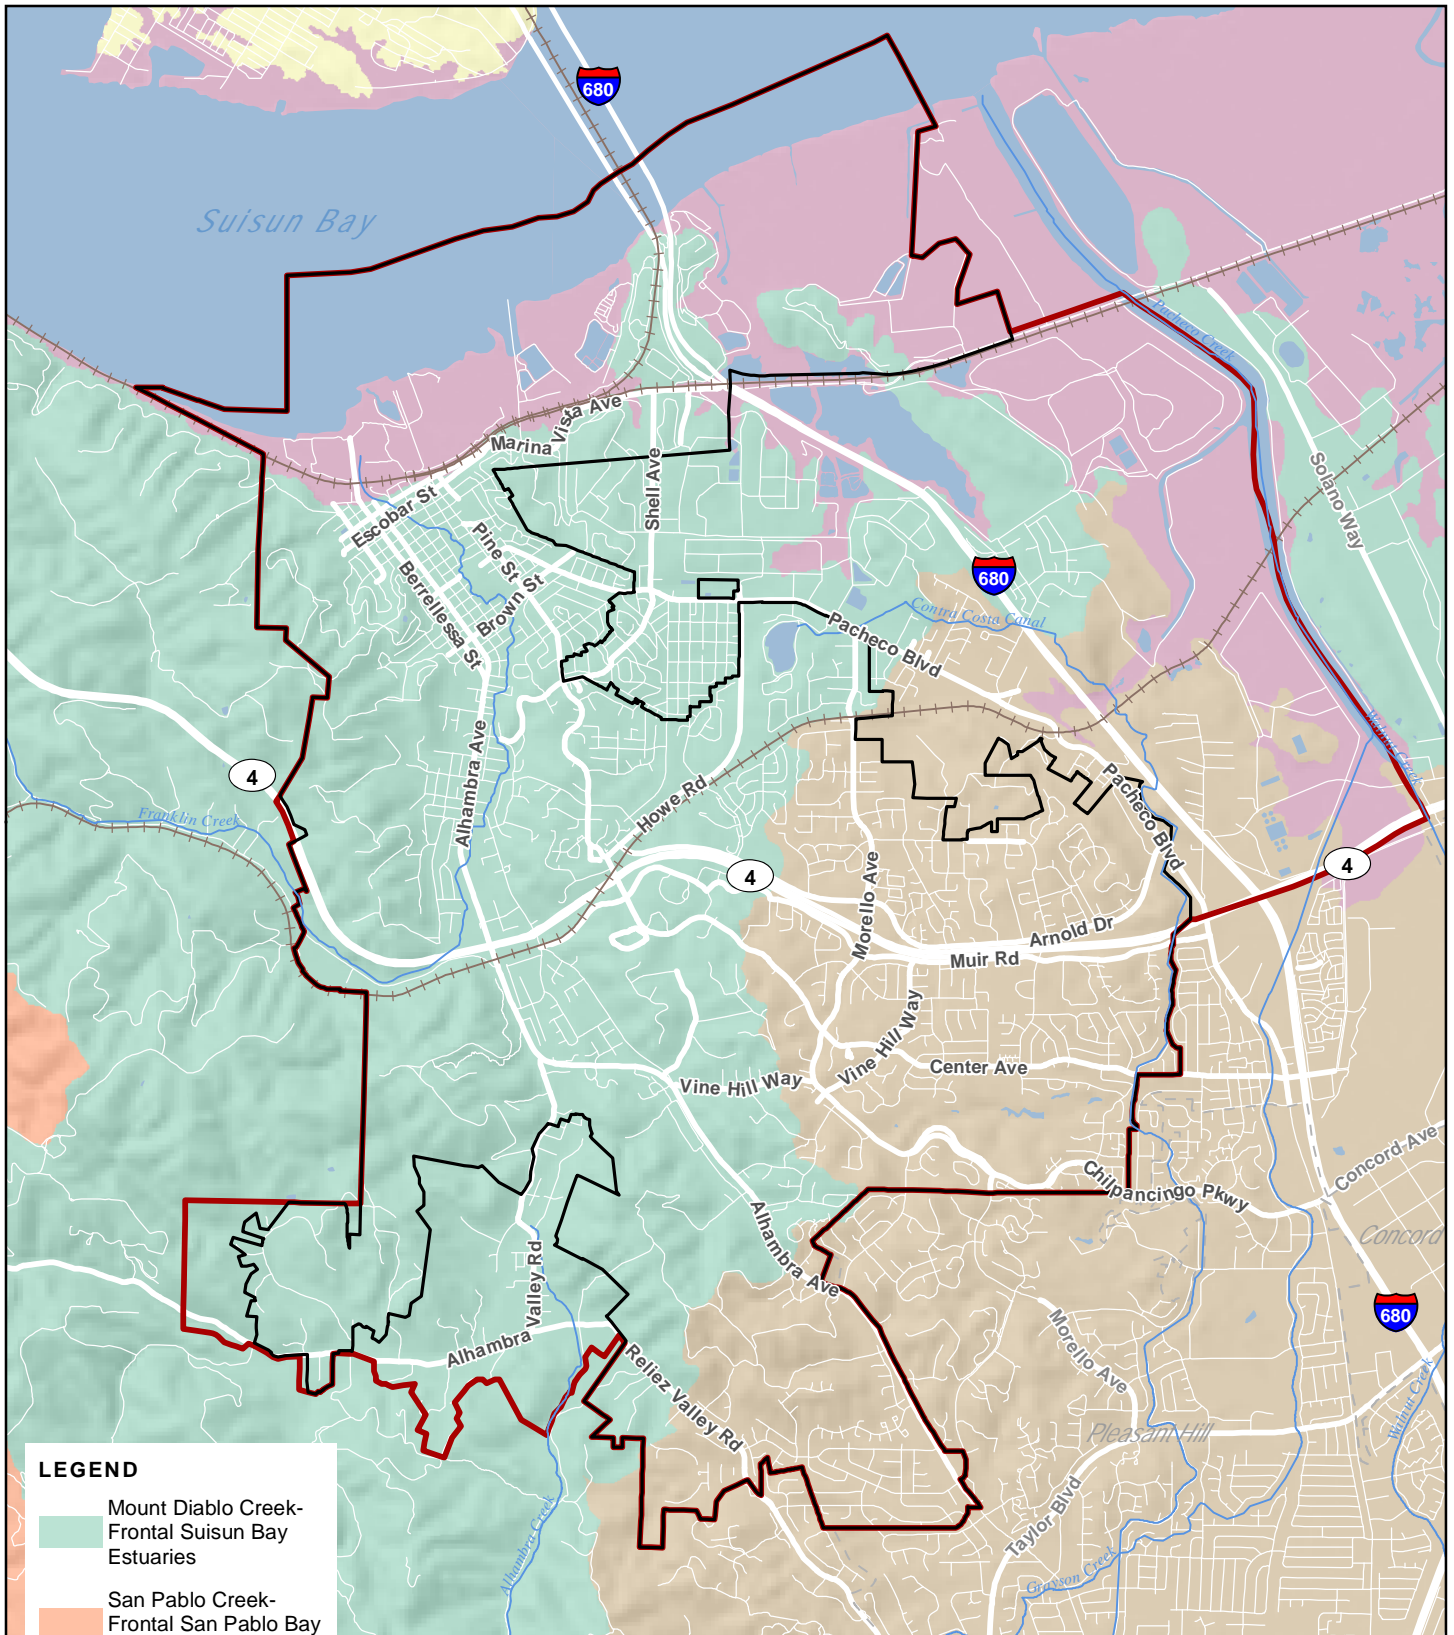 680
Suisun Bay
Pacheco Creek
Marina Vista Ave
Shell Ave
Solano Way
Escobar St
Pine St
Brown St
Berrellessa St
680
Contra Costa Canal
Pacheco Blvd
Walnut Creek
4
Alhambra Ave
Franklin Creek
Howe Rd
Pacheco Blvd
4
4
Morello Ave
Arnold Dr
Muir Rd
Vine Hill Way
Center Ave
Vine Hill Way
Concord Ave
Chilpancingo Pkwy
Concord
Alhambra Ave
Valley Rd
680
Alhambra
Morello Ave
Reliez Valley Rd
Pleasant Hill
Walnut Creek
Taylor Blvd
Alhambra Creek
Grayson Creek
LEGEND
Mount Diablo Creek-
Frontal Suisun Bay
Estuaries
San Pablo Creek-
Frontal San Pablo Bay